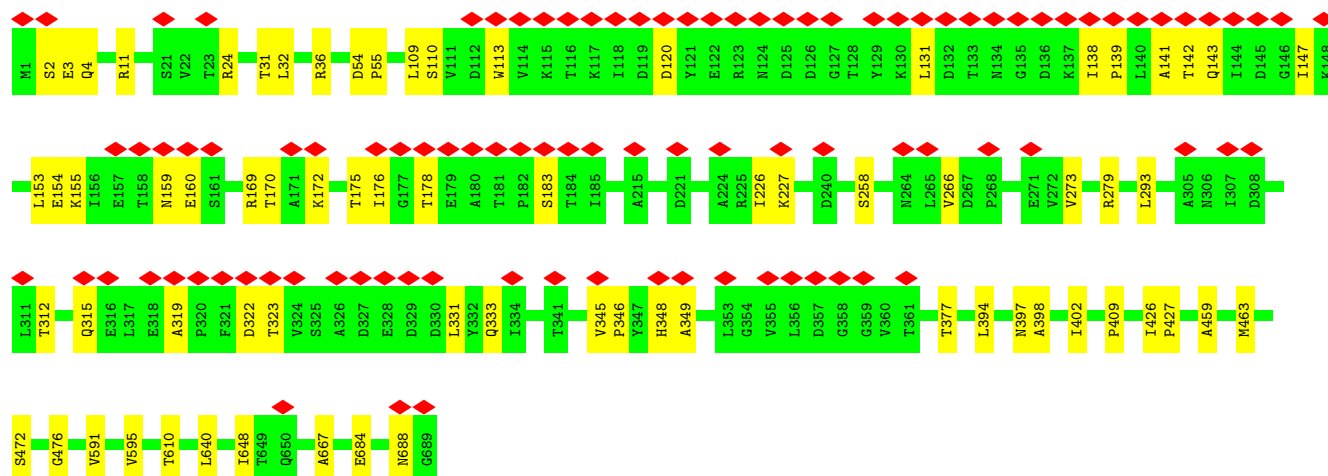 M1 S2 E3 Q4 R11 S21 V22 T23 R24 T31 L32 R36 D54 P55 L109 S110 V111 D112 W113 V114 K115 T116 K117 I118 D119 D120 Y121 E122 R123 N124 D125 D126 G127 T128 Y129 K130 L131 D132 T133 N134 G135 D136 K137 I138 P139 L140 A141 T142 Q143 I144 D145 G146 I147 K148
L153 E154 K155 I156 E157 T158 N159 E160 S161 R169 T170 A171 K172 T175 I176 G177 T178 E179 A180 T181 P182 S183 T184 I185 A215 D221 A224 R225 I226 K227 D240 S258 N264 L265 V266 D267 P268 E271 V272 V273 R279 L293 A305 N306 I307 D308
L311 T312 Q315 E316 L317 E318 A319 P320 F321 D322 T323 V324 S325 A326 D327 E328 D329 D330 L331 Y332 Q333 I334 T341 V345 P346 Y347 H348 A349 L353 G354 V355 L356 D357 G358 G359 V360 T361 T377 L394 N397 A398 I402 P409 I426 P427 A459 M463
S472 G476 V591 V595 T610 L640 I648 T649 Q650 A667 E684 N688 G689